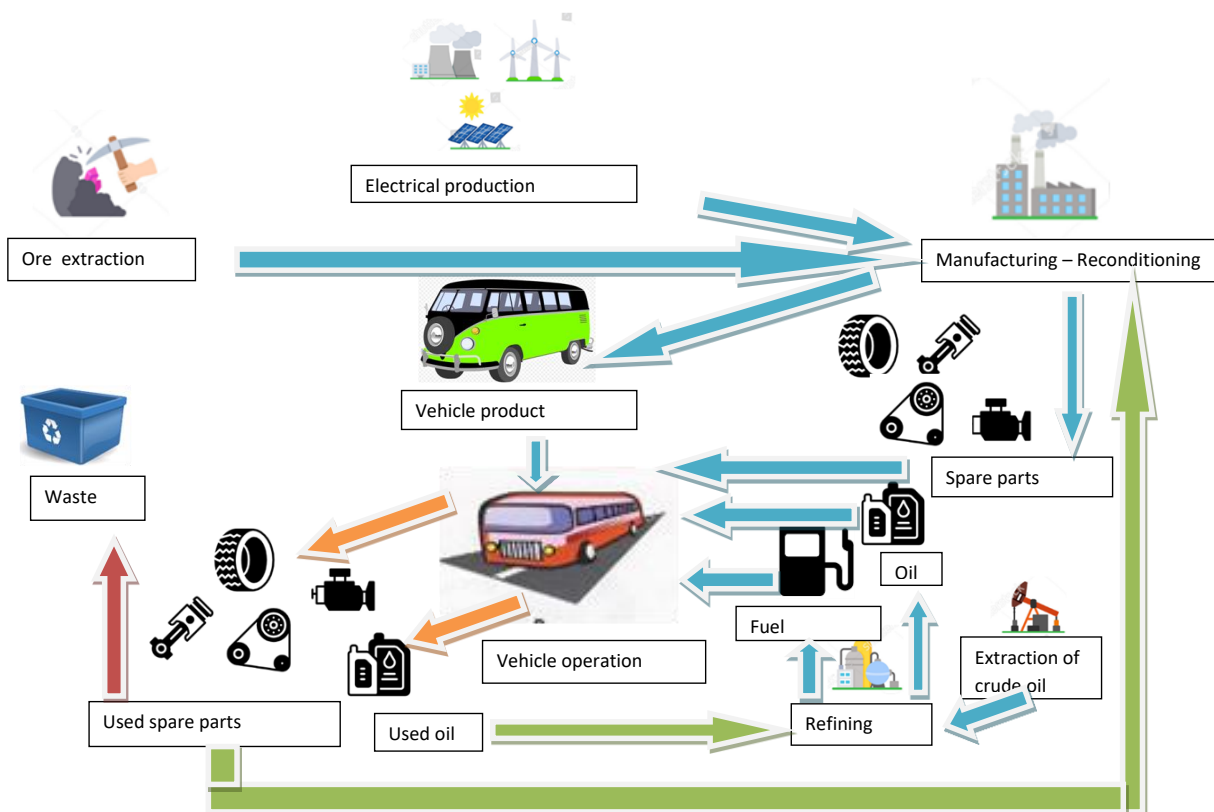 Electrical production
Ore  extraction
Manufacturing – Reconditioning
Vehicle product
Spare parts
Waste
Oil
Fuel
Vehicle operation
Extraction of
crude oil
Used spare parts
Used oil
Refining